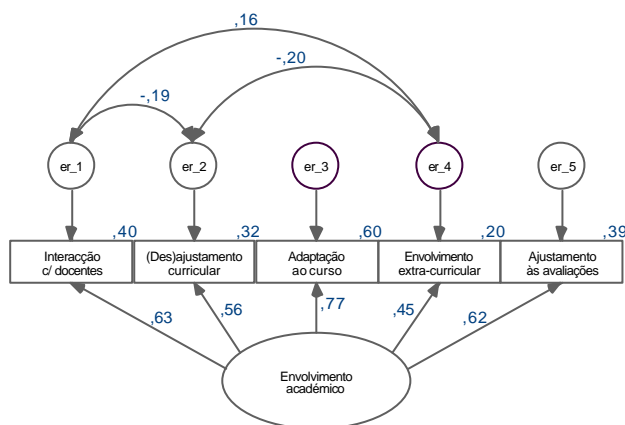 ,16
-,20
-,19
er_1
er_2
er_3
er_4
er_5
,40
,32
,60
,20
,39
Interacção
c/ docentes
(Des)ajustamento
curricular
Adaptação
ao curso
Envolvimento
extra-curricular
Ajustamento
às avaliações
,63
,56
,77
,45
,62
Envolvimento
académico